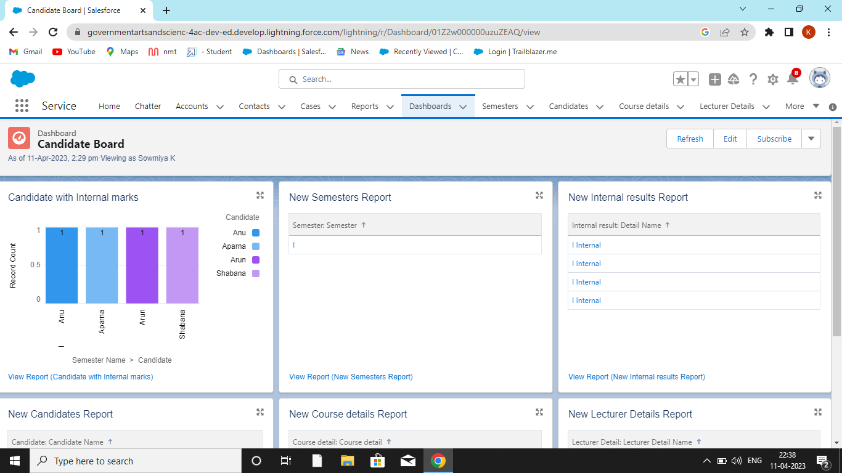 Candidate Board | Salesforce
governmentartsandscienc-4ac-dev-ed.develop.lightning.force.com/lightning/r/Dashboard/01Z2w000000uzuZEAQ/view
K
Gmail YouTube Maps nmt - Student Dashboards | Salesf... News Recently Viewed | C... Login | Trailblazer.me
Search...
8
Service Home Chatter Accounts Contacts Cases Reports Dashboards Semesters Candidates Course details Lecturer Details More
Dashboard
Candidate Board
As of 11-Apr-2023, 2:29 pm Viewing as Sowmiya K
Refresh Edit Subscribe
Candidate with Internal marks
Candidate
Anu
Aparna
Arun
Shabana
Record Count
1
0.5
0
1 1 1 1
Anu Aparna Arun Shabana
I
Semester Name > Candidate
View Report (Candidate with Internal marks)
New Semesters Report
Semester: Semester ↑
I
View Report (New Semesters Report)
New Internal results Report
Internal result: Detail Name ↑
I Internal
I Internal
I Internal
I Internal
View Report (New Internal results Report)
New Candidates Report
Candidate: Candidate Name ↑
New Course details Report
Course detail: Course detail ↑
New Lecturer Details Report
Lecturer Detail: Lecturer Detail Name ↑
Type here to search
ENG
22:38
11-04-2023
2